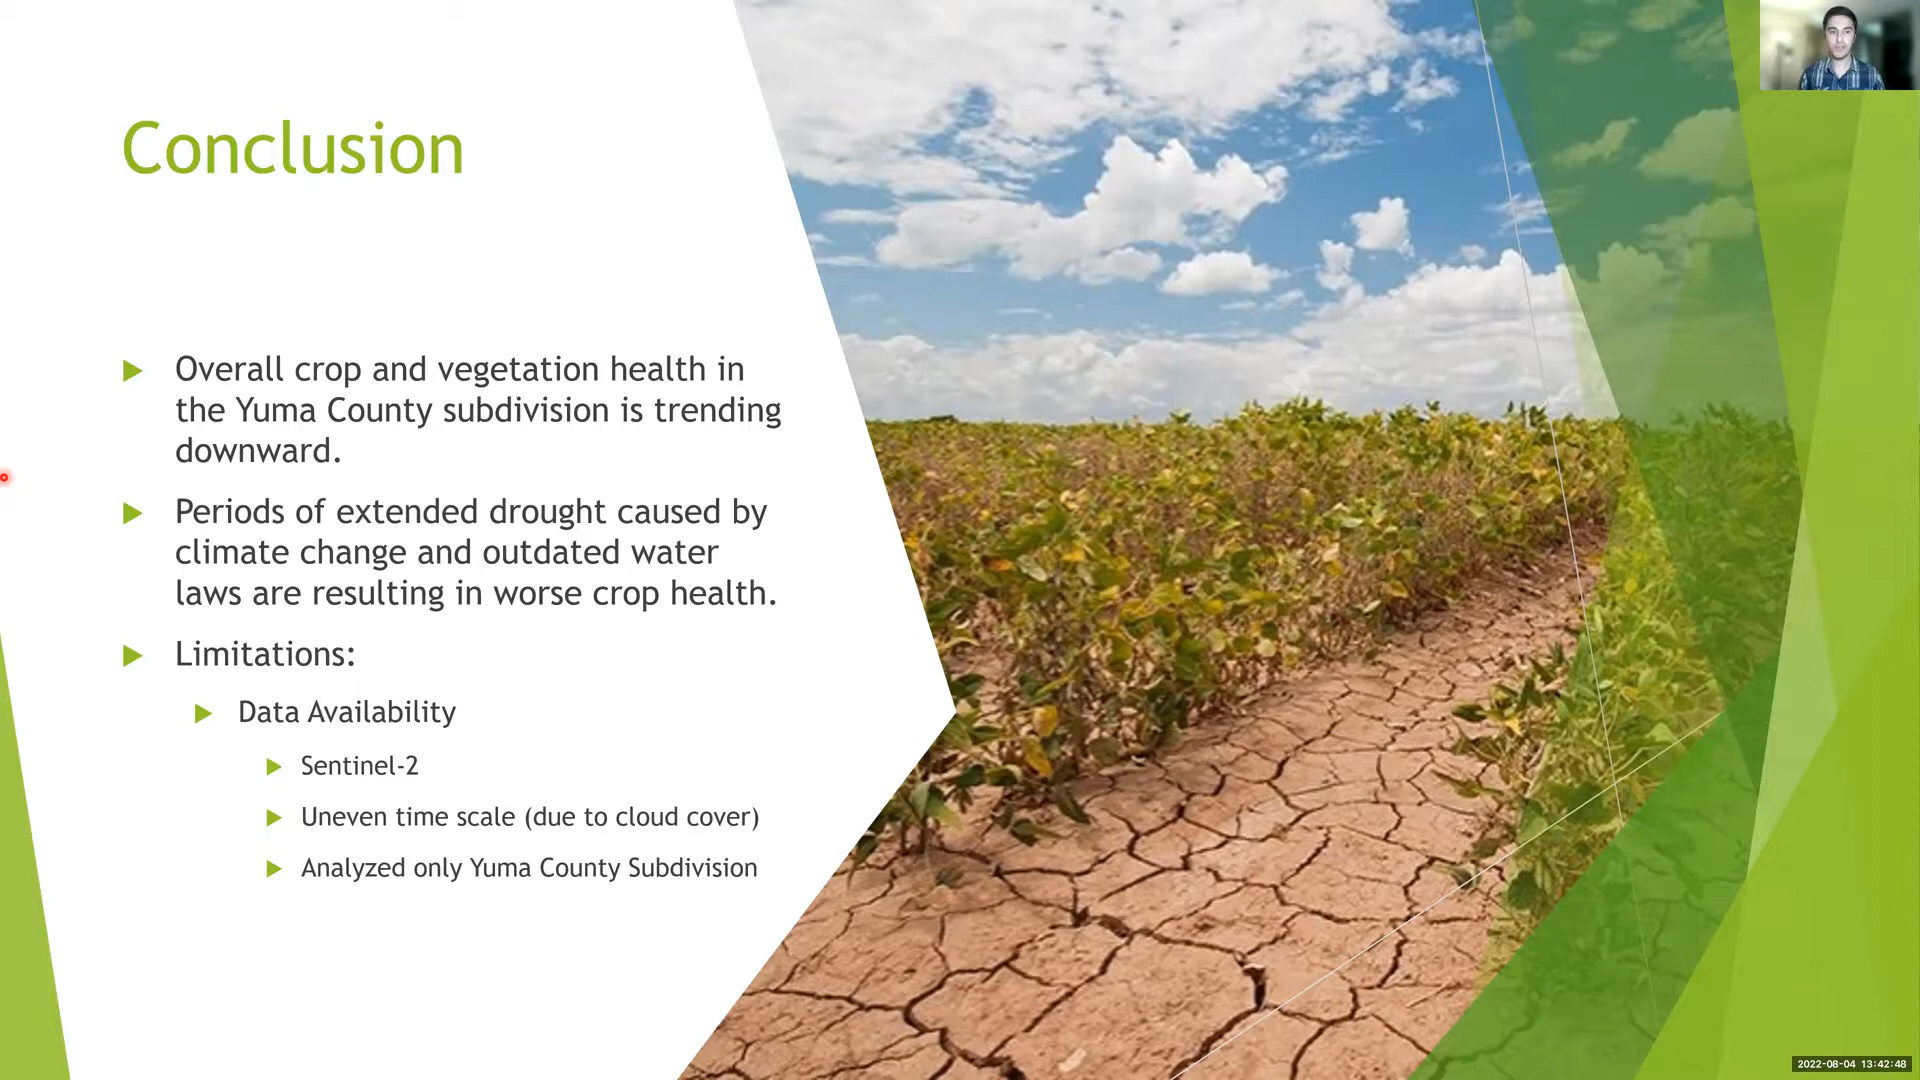 Conclusion
Overall crop and vegetation health in
the Yuma County subdivision is trending
downward.
Periods of extended drought caused by
climate change and outdated water
laws are resulting in worse crop health.
Limitations:
Data Availability
Sentinel-2
Uneven time scale (due to cloud cover)
Analyzed only Yuma County Subdivision
2022-08-04 13:42:48